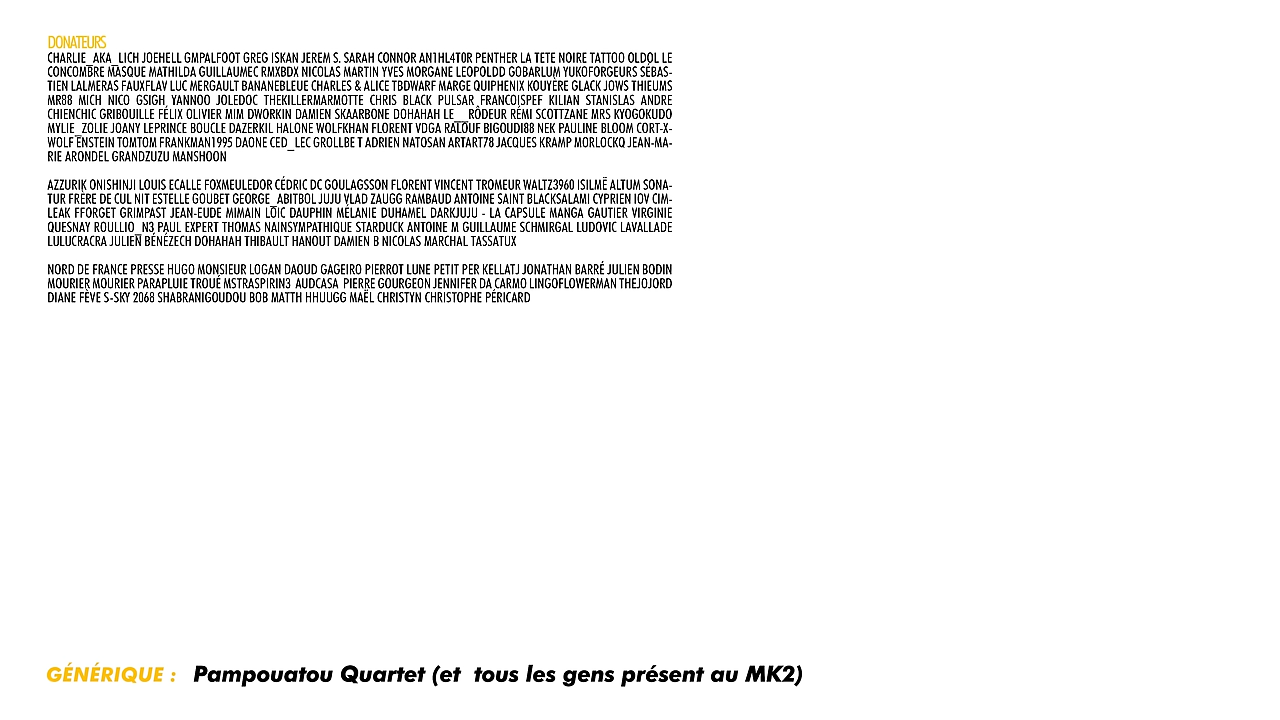 DONATEURS
CHARLIE_AKA_LICH JOEHELL GMPALFOOT GREG ISKAN JEREM S. SARAH CONNOR AN1HL4T0R PENTHER LA TETE NOIRE TATTOO OLDOL LE
CONCOMBRE MASQUE MATHILDA GUILLAUMEC RMXBDX NICOLAS MARTIN YVES MORGANE LEOPOLDD GOBARLUM YUKOFORGEURS SÉBAS-
TIEN LALMERAS FAUXFLAV LUC MERGAULT BANANEBLEUE CHARLES & ALICE TBDWARF MARGE QUIPHENIX KOUYÈRE GLACK JOWS THIEUMS
MR88 MICH NICO GSIGH_YANNOO JOLEDOC THEKILLERMARMOTTE CHRIS BLACK PULSAR_FRANCOISPEF KILIAN STANISLAS ANDRE
CHIENCHIC GRIBOUILLE FÉLIX OLIVIER MIM DWORKIN DAMIEN SKAARBONE DOHAHAH LE__RÔDEUR RÉMI SCOTTZANE MRS KYOGOKUDO
MYLIE_ZOLIE JOANY LEPRINCE BOUCLE DAZERKIL HALONE WOLFKHAN FLORENT VDGA RALOUF BIGOUDI88 NEK PAULINE BLOOM CORT-X-
WOLF ENSTEIN TOMTOM FRANKMAN1995 DAONE CED_LEC GROLLBE T ADRIEN NATOSAN ARTART78 JACQUES KRAMP MORLOCKQ JEAN-MA-
RIE ARONDEL GRANDZUZU MANSHOON
AZZURIK ONISHINJI LOUIS ECALLE FOXMEULEDOR CÉDRIC DC GOULAGSSON FLORENT VINCENT TROMEUR WALTZ3960 ISILMË ALTUM SONA-
TUR FRÈRE DE CUL NIT ESTELLE GOUBET GEORGE_ABITBOL JUJU VLAD ZAUGG RAMBAUD ANTOINE SAINT BLACKSALAMI CYPRIEN IOV CIM-
LEAK FFORGET GRIMPAST JEAN-EUDE MIMAIN LOÏC DAUPHIN MÉLANIE DUHAMEL DARKJUJU - LA CAPSULE MANGA GAUTIER VIRGINIE
QUESNAY ROULLIO_N3 PAUL EXPERT THOMAS NAINSYMPATHIQUE STARDUCK ANTOINE M GUILLAUME SCHMIRGAL LUDOVIC LAVALLADE
LULUCRACRA JULIEN BÉNÉZECH DOHAHAH THIBAULT HANOUT DAMIEN B NICOLAS MARCHAL TASSATUX
NORD DE FRANCE PRESSE HUGO MONSIEUR LOGAN DAOUD GAGEIRO PIERROT LUNE PETIT PER KELLATJ JONATHAN BARRÉ JULIEN BODIN
MOURIER MOURIER PARAPLUIE TROUÉ MSTRASPIRIN3 AUDCASA PIERRE GOURGEON JENNIFER DA CARMO LINGOFLOWERMAN THEJOJORD
DIANE FÈVE S-SKY 2068 SHABRANIGOUDOU BOB MATTH HHUUGG MAËL CHRISTYN CHRISTOPHE PÉRICARD
GÉNÉRIQUE : Pampouatou Quartet (et tous les gens présent au MK2)